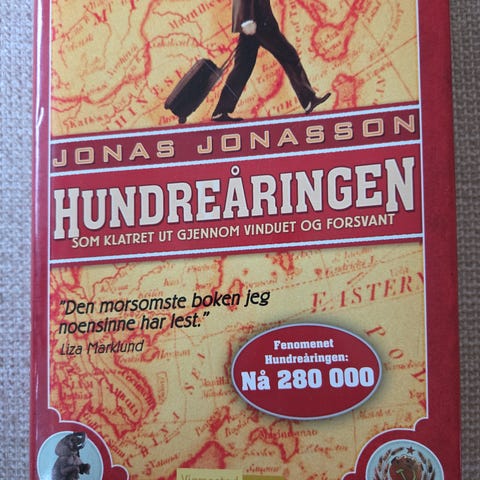 JONAS JONASSON
HUNDREÅRINGEN
SOM KLATRET UT GJENNOM VINDUET OG FORSVANT
"Den morsomste boken jeg
noensinne har lest."
Liza Marklund
Fenomenet
Hundreåringen:
Nå 280 000
EASTERN